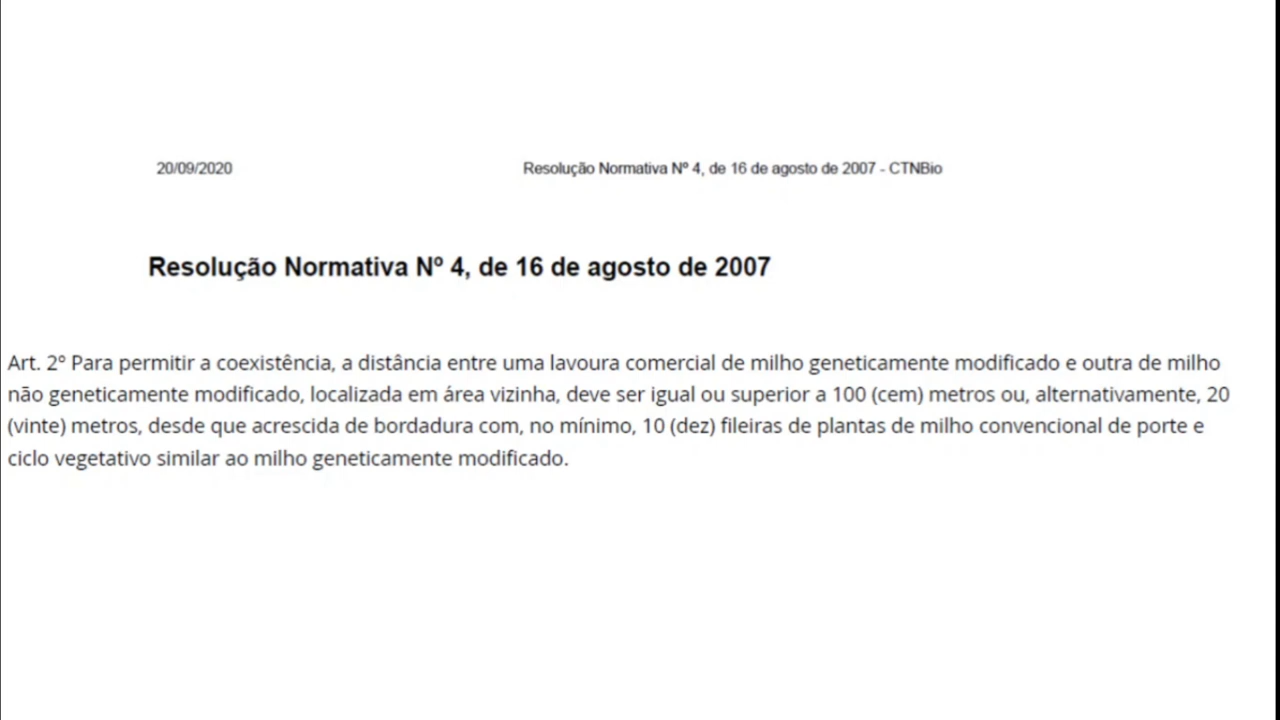 20/09/2020 Resolução Normativa Nº 4, de 16 de agosto de 2007 - CTNBio
Resolução Normativa Nº 4, de 16 de agosto de 2007
Art. 2º Para permitir a coexistência, a distância entre uma lavoura comercial de milho geneticamente modificado e outra de milho
não geneticamente modificado, localizada em área vizinha, deve ser igual ou superior a 100 (cem) metros ou, alternativamente, 20
(vinte) metros, desde que acrescida de bordadura com, no mínimo, 10 (dez) fileiras de plantas de milho convencional de porte e
ciclo vegetativo similar ao milho geneticamente modificado.